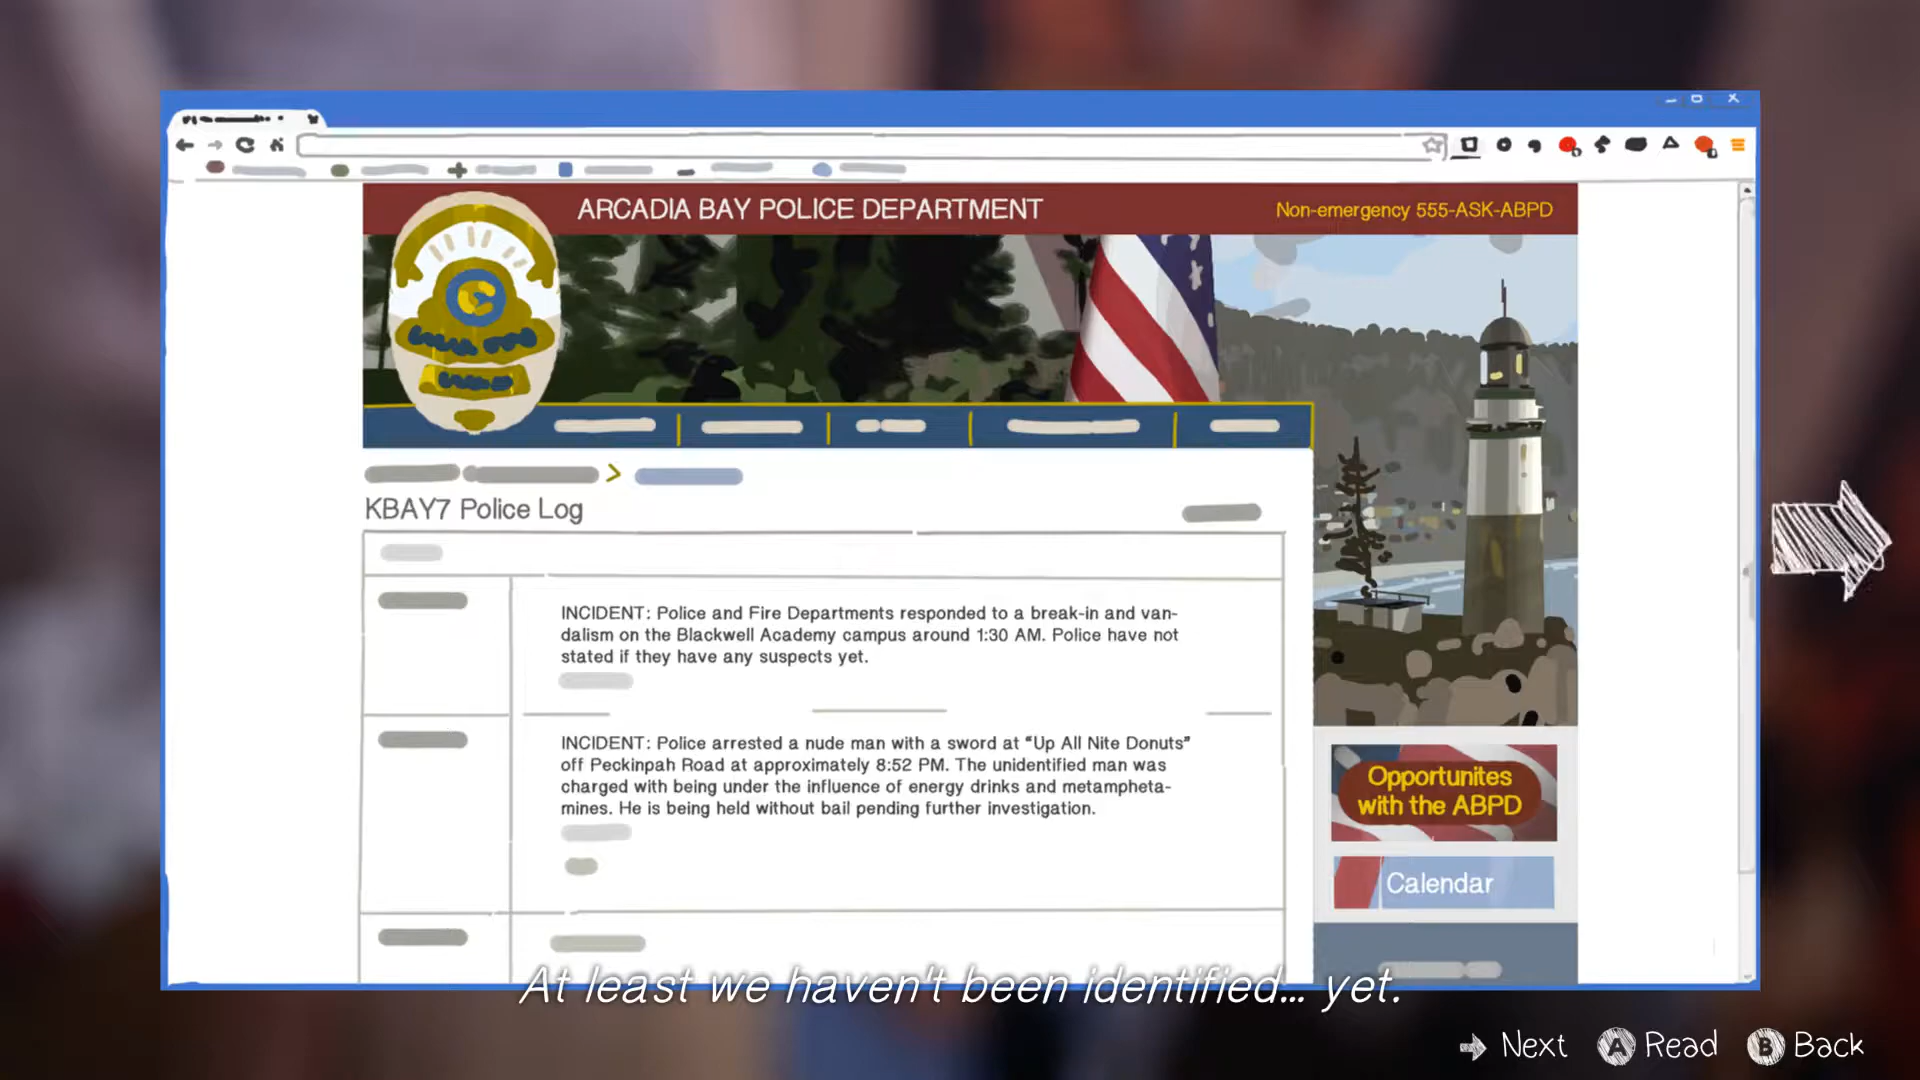 ARCADIA BAY POLICE DEPARTMENT
Non-emergency 555-ASK-ABPD
KBAY7 Police Log
INCIDENT: Police and Fire Departments responded to a break-in and van-
dalism on the Blackwell Academy campus around 1:30 AM. Police have not
stated if they have any suspects yet.
INCIDENT: Police arrested a nude man with a sword at “Up All Nite Donuts”
off Peckinpah Road at approximately 8:52 PM. The unidentified man was
charged with being under the influence of energy drinks and metampheta-
mines. He is being held without bail pending further investigation.
Opportunites
with the ABPD
Calendar
At least we haven't been identified... yet.
Next
A Read
B Back